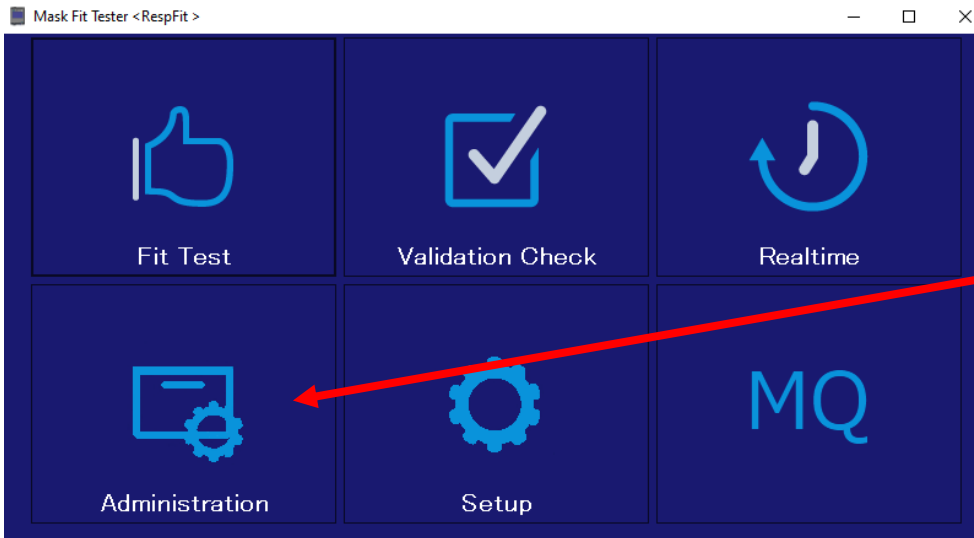 Mask Fit Tester <RespFit >
Fit Test
Validation Check
Realtime
Administration
Setup
MQ